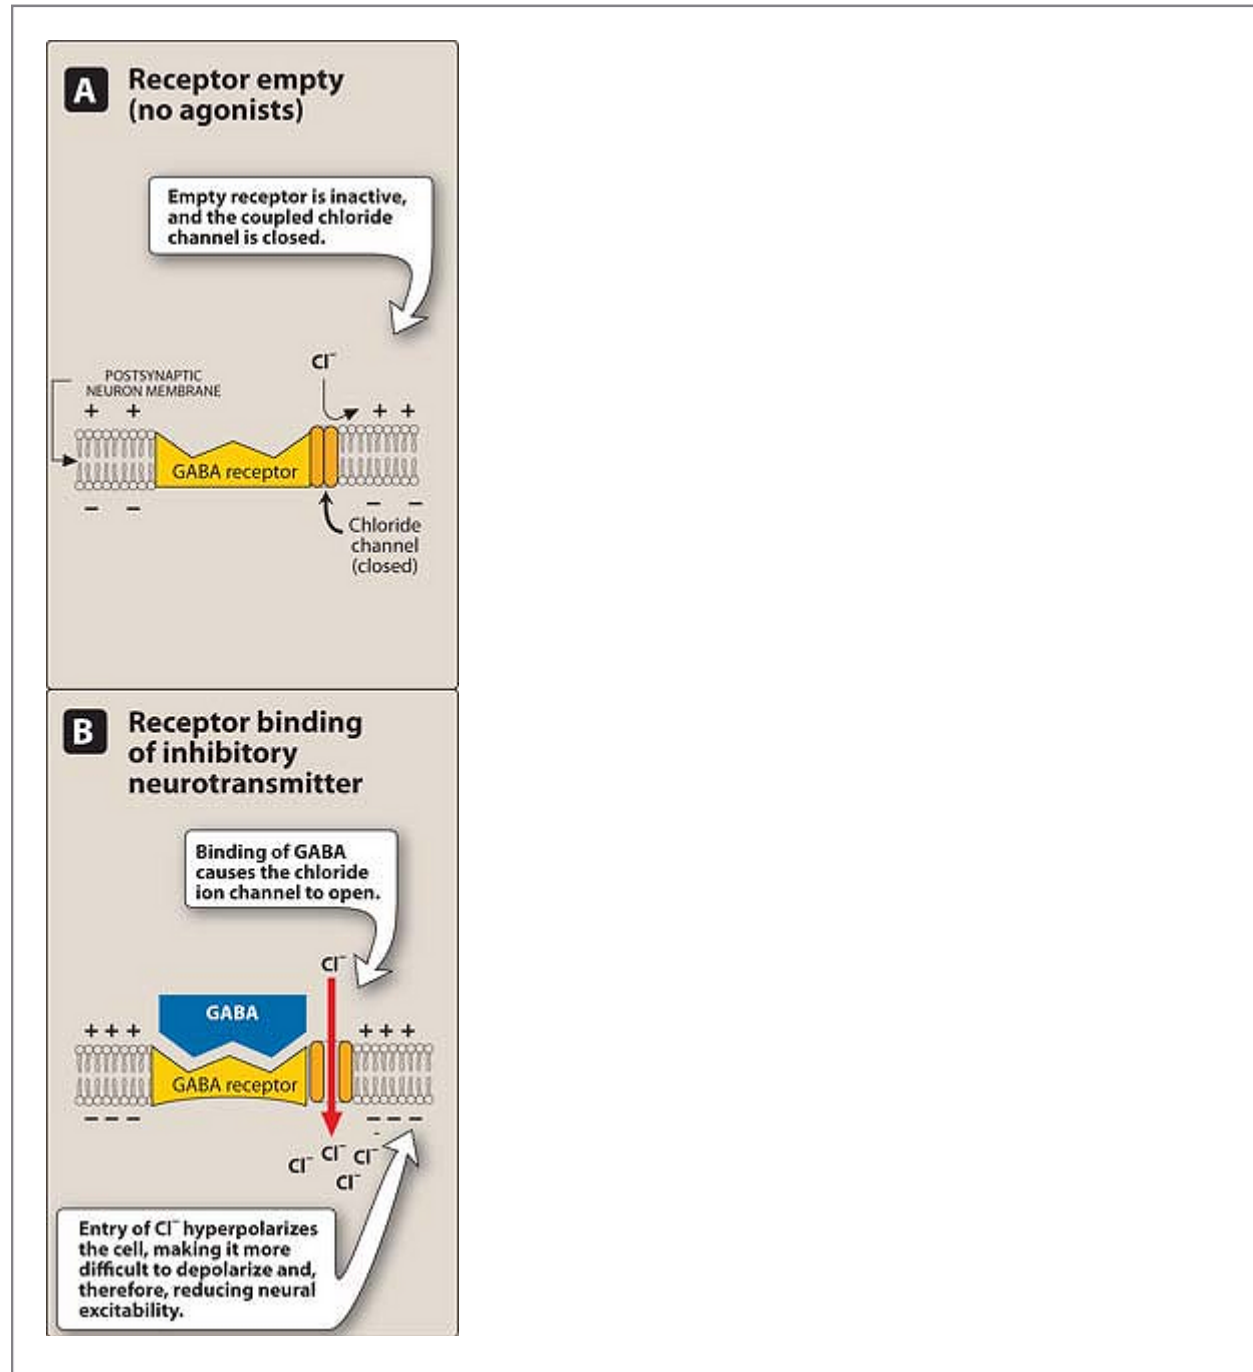 A
Receptor empty
(no agonists)
Empty receptor is inactive,
and the coupled chloride
channel is closed.
Cl⁻
POSTSYNAPTIC
NEURON MEMBRANE
+ + + +
GABA receptor
− − − −
Chloride
channel
(closed)
B
Receptor binding
of inhibitory
neurotransmitter
Binding of GABA
causes the chloride
ion channel to open.
Cl⁻
GABA
+ + + + + +
GABA receptor
− − − − − −
Cl⁻ Cl⁻ Cl⁻
Cl⁻
Entry of Cl⁻ hyperpolarizes
the cell, making it more
difficult to depolarize and,
therefore, reducing neural
excitability.